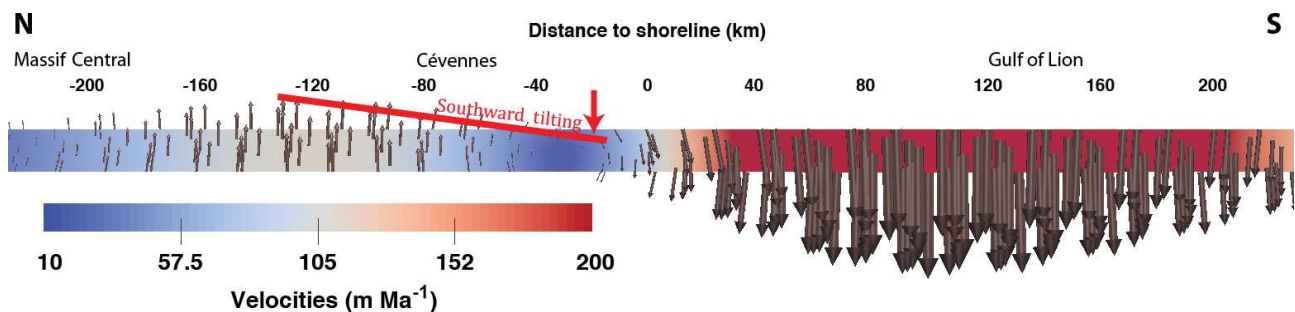 N
S
Distance to shoreline (km)
Massif Central
Cévennes
Gulf of Lion
-200 -160 -120 -80 -40 0 40 80 120 160 200
Southward tilting
10 57.5 105 152 200
Velocities (m Ma-1)